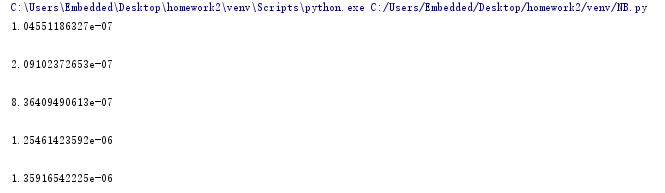 C:\Users\Embedded\Desktop\homework2\venv\Scripts\python.exe C:/Users/Embedded/Desktop/homework2/venv/NB.py
1.04551186327e-07
2.09102372653e-07
8.36409490613e-07
1.25461423592e-06
1.35916542225e-06